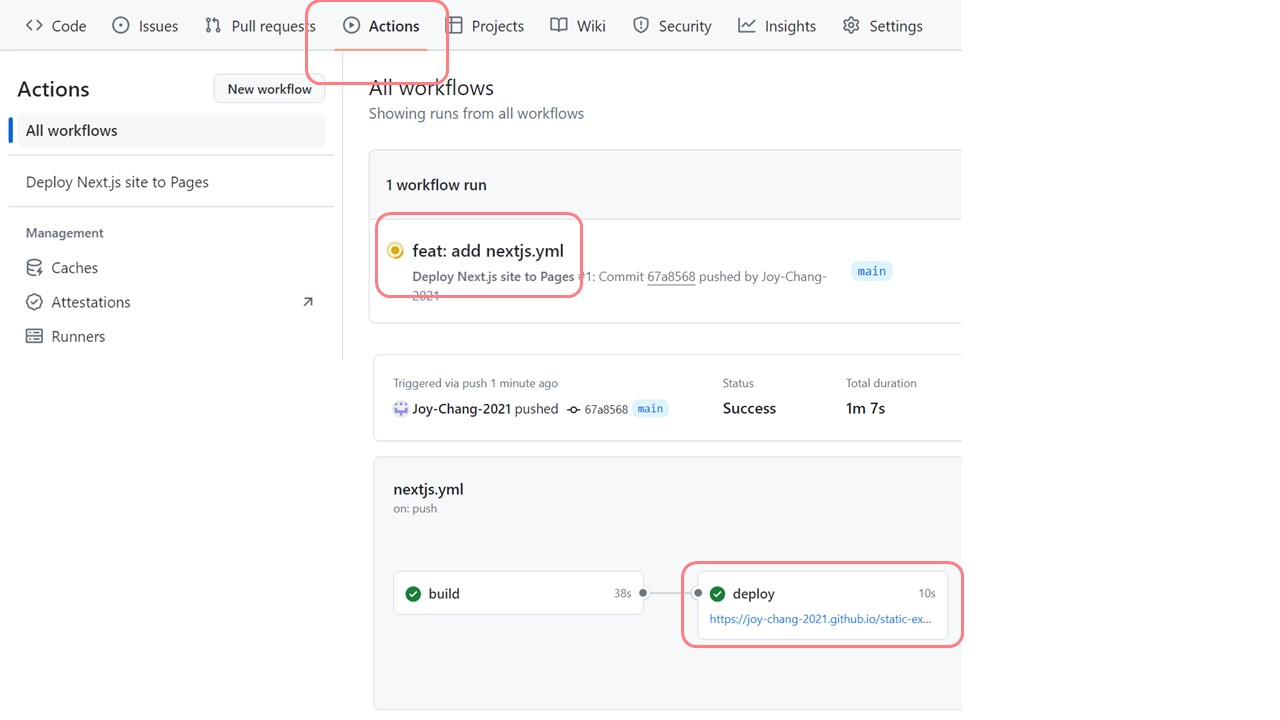 Code Issues Pull requests Actions Projects Wiki Security Insights Settings
Actions New workflow
All workflows
Deploy Next.js site to Pages
Management
Caches
Attestations
Runners
All workflows
Showing runs from all workflows
1 workflow run
feat: add nextjs.yml
Deploy Next.js site to Pages #1: Commit 67a8568 pushed by Joy-Chang-
2021
main
Triggered via push 1 minute ago Status Total duration
Joy-Chang-2021 pushed 67a8568 main Success 1m 7s
nextjs.yml
on: push
build 38s
deploy 10s
https://joy-chang-2021.github.io/static-ex...